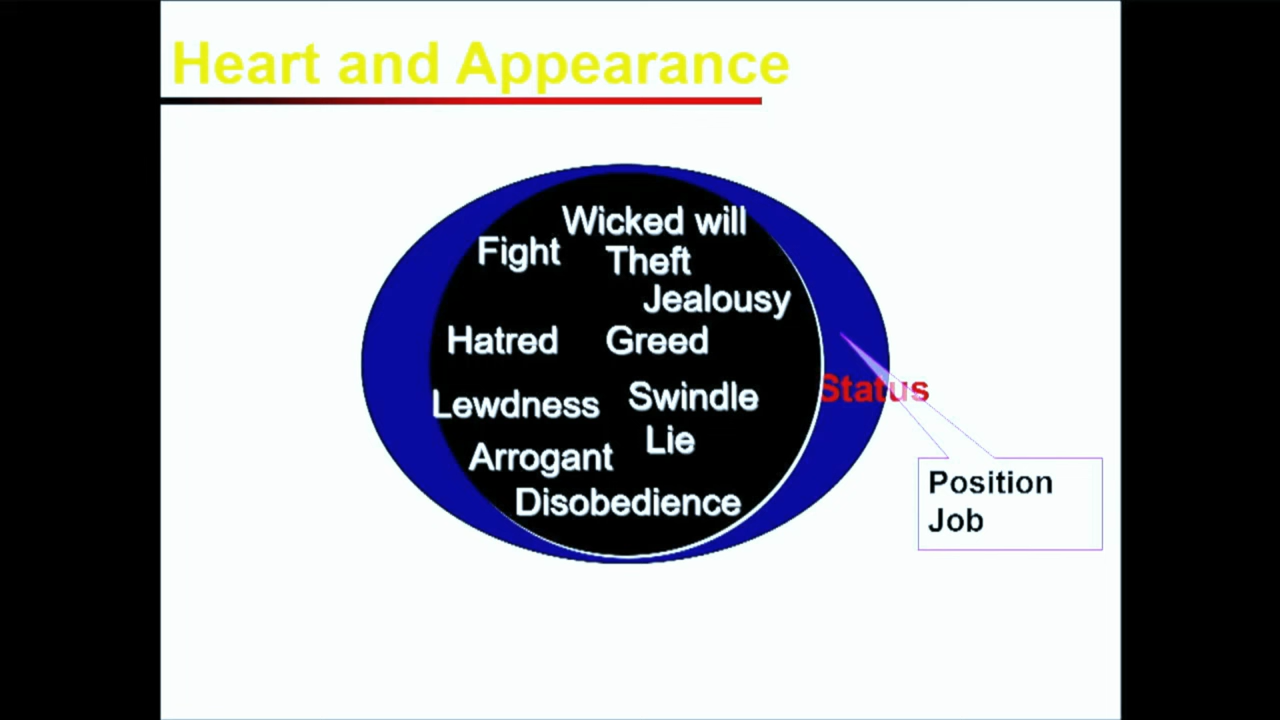 Heart and Appearance
Wicked will
Fight
Theft
Jealousy
Hatred
Greed
Lewdness
Swindle
Status
Lie
Arrogant
Disobedience
Position
Job